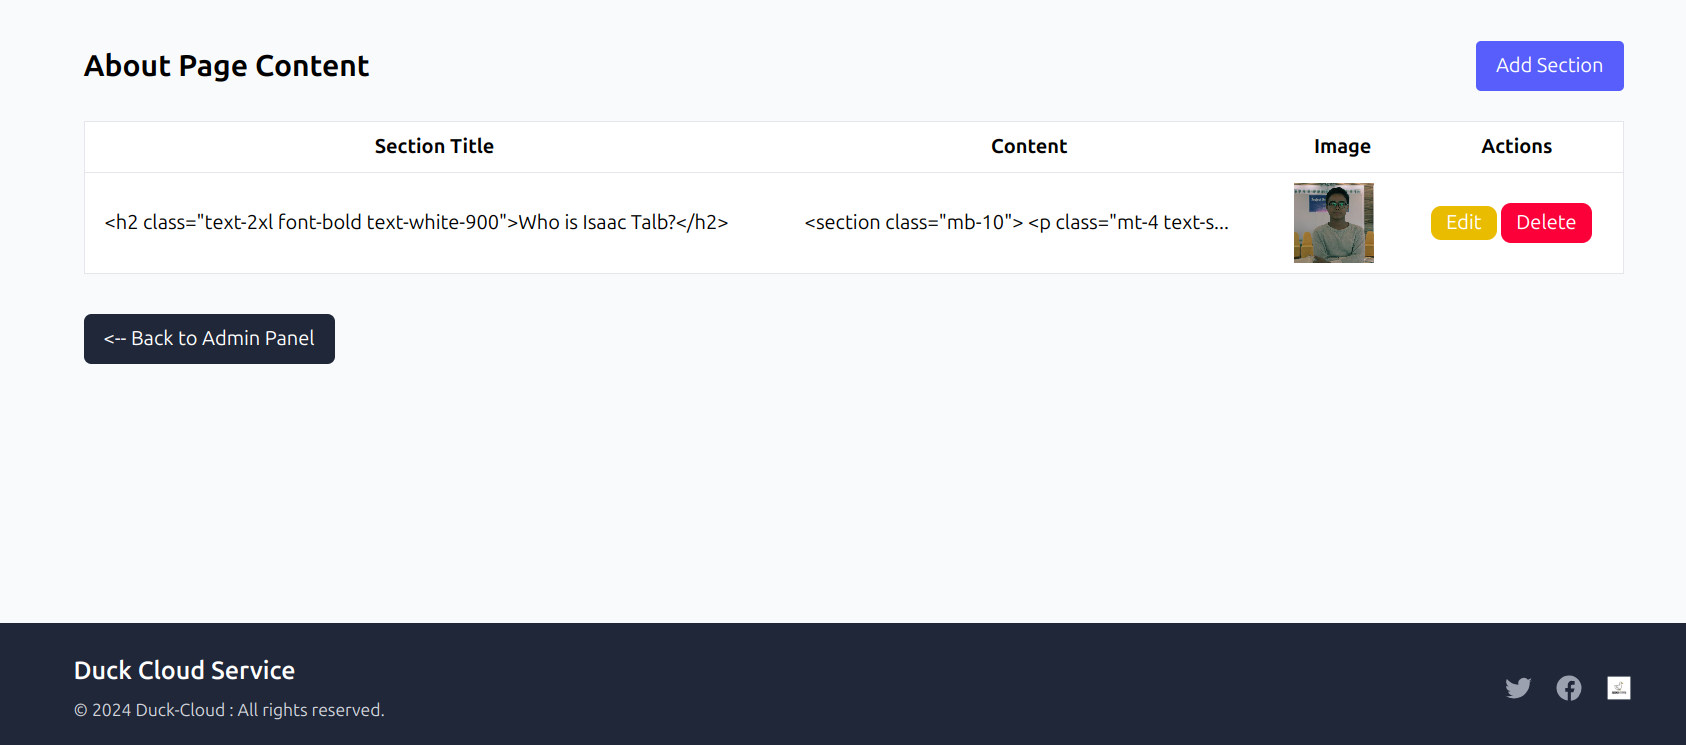 About Page Content
Add Section
Section Title Content Image Actions
<h2 class="text-2xl font-bold text-white-900">Who is Isaac Talb?</h2> <section class="mb-10"> <p class="mt-4 text-s... Edit Delete
<-- Back to Admin Panel
Duck Cloud Service
© 2024 Duck-Cloud : All rights reserved.